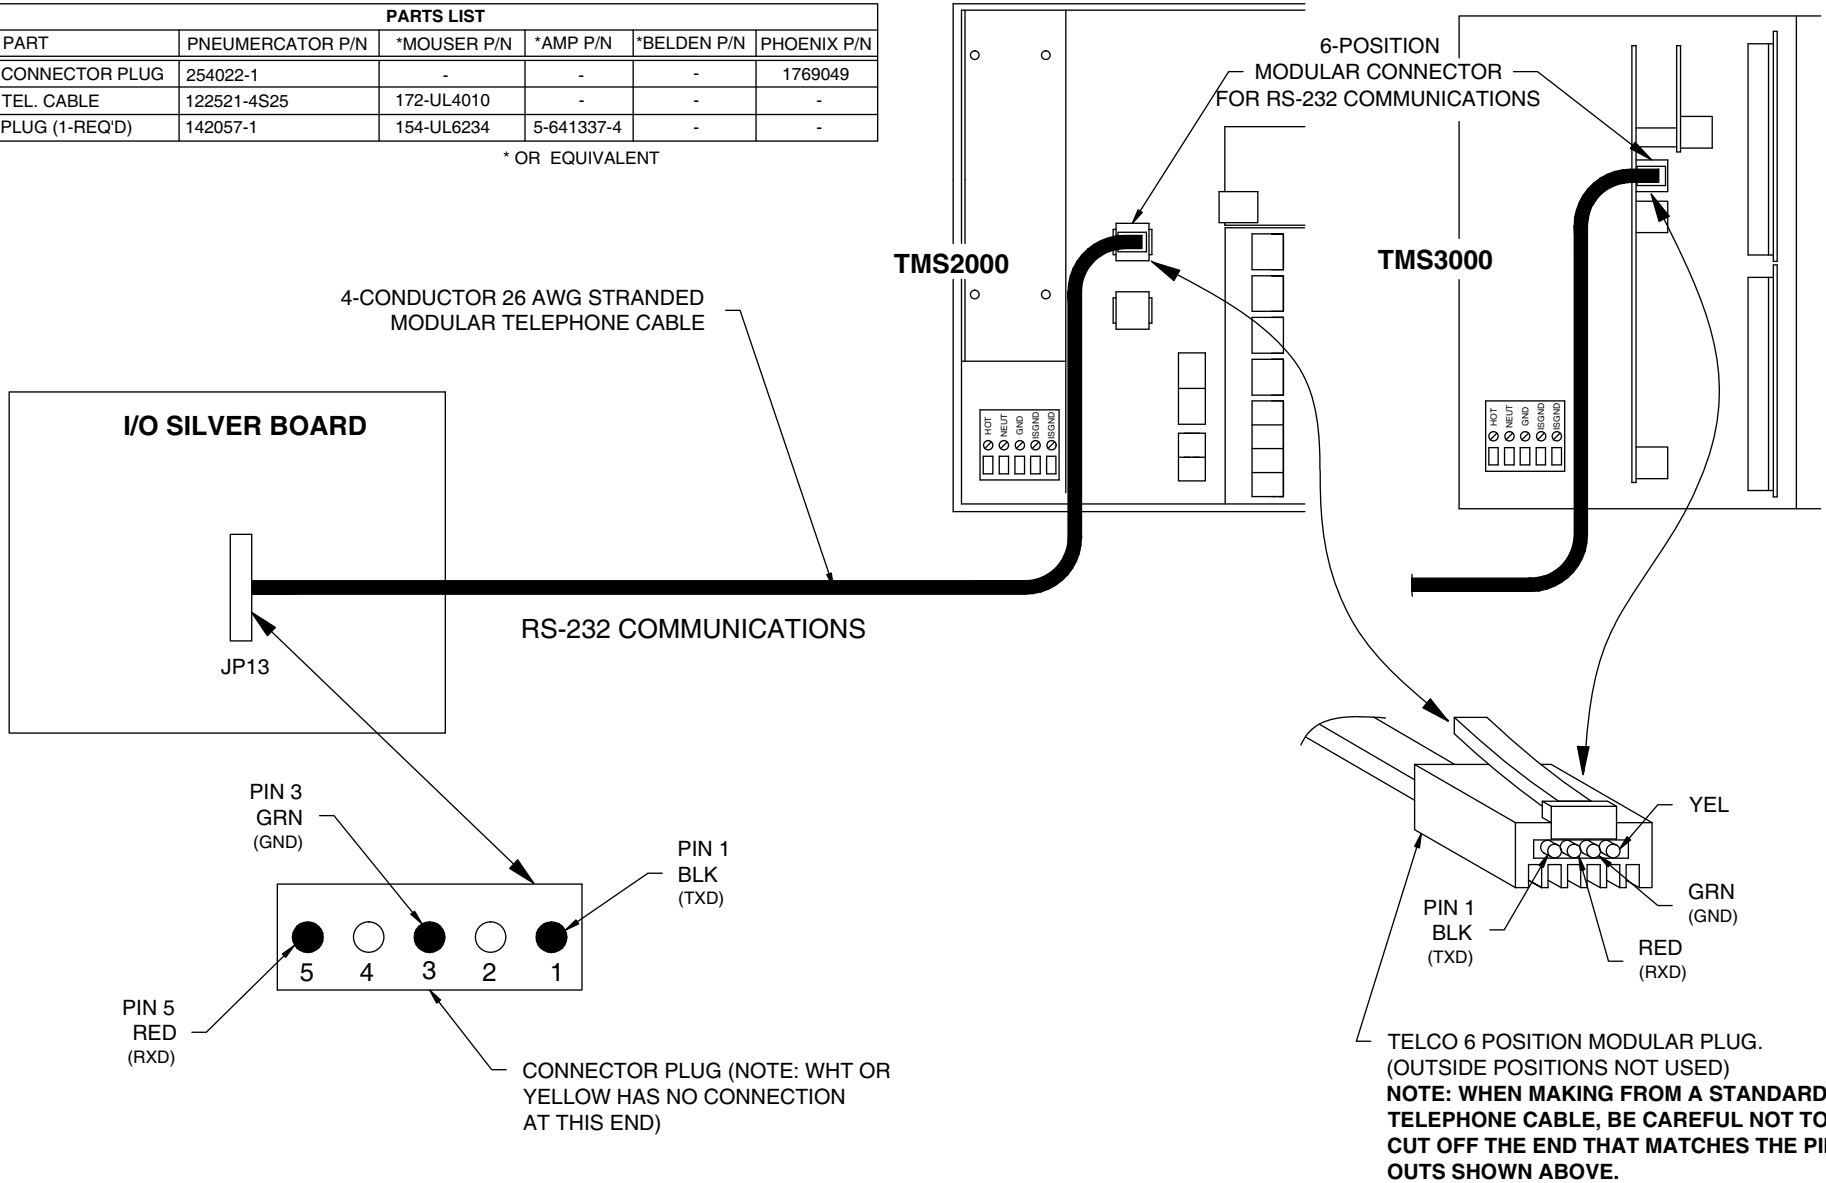 PARTS LIST
PART PNEUMERCATOR P/N *MOUSER P/N *AMP P/N *BELDEN P/N PHOENIX P/N
CONNECTOR PLUG 254022-1 - - - 1769049
TEL. CABLE 122521-4S25 172-UL4010 - - -
PLUG (1-REQ'D) 142057-1 154-UL6234 5-641337-4 - -
* OR EQUIVALENT
6-POSITION
MODULAR CONNECTOR
FOR RS-232 COMMUNICATIONS
TMS2000
TMS3000
4-CONDUCTOR 26 AWG STRANDED
MODULAR TELEPHONE CABLE
HOT
NEUT
GND
ISGND
ISGND
HOT
NEUT
GND
ISGND
ISGND
I/O SILVER BOARD
JP13
RS-232 COMMUNICATIONS
PIN 3
GRN
(GND)
PIN 1
BLK
(TXD)
5 4 3 2 1
PIN 5
RED
(RXD)
CONNECTOR PLUG (NOTE: WHT OR
YELLOW HAS NO CONNECTION
AT THIS END)
YEL
GRN
(GND)
RED
(RXD)
PIN 1
BLK
(TXD)
TELCO 6 POSITION MODULAR PLUG.
(OUTSIDE POSITIONS NOT USED)
NOTE: WHEN MAKING FROM A STANDARD
TELEPHONE CABLE, BE CAREFUL NOT TO
CUT OFF THE END THAT MATCHES THE PI
OUTS SHOWN ABOVE.